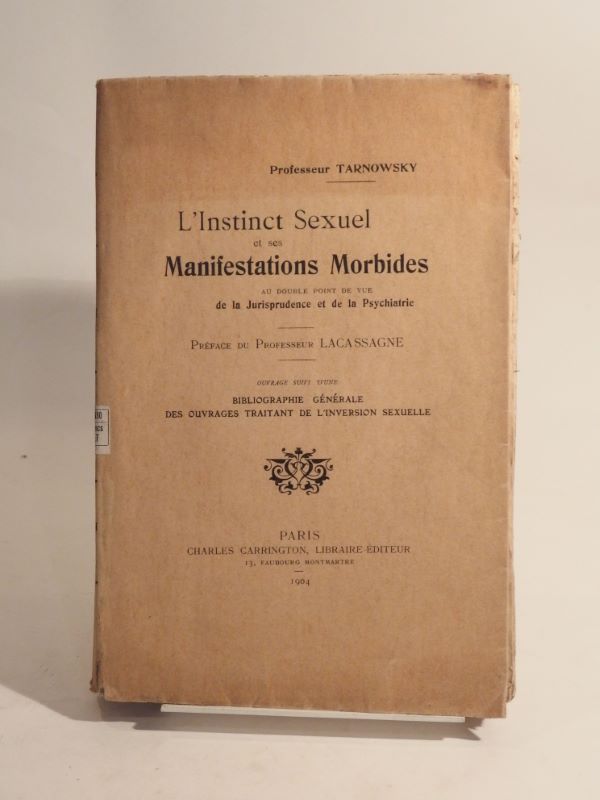 Professeur TARNOWSKY
L'Instinct Sexuel
et ses
Manifestations Morbides
AU DOUBLE POINT DE VUE
de la Jurisprudence et de la Psychiatrie
PRÉFACE DU PROFESSEUR LACASSAGNE
OUVRAGE SUIVI D'UNE
BIBLIOGRAPHIE GÉNÉRALE
DES OUVRAGES TRAITANT DE L'INVERSION SEXUELLE
PARIS
CHARLES CARRINGTON, LIBRAIRE-ÉDITEUR
13, FAUBOURG MONTMARTRE
1904